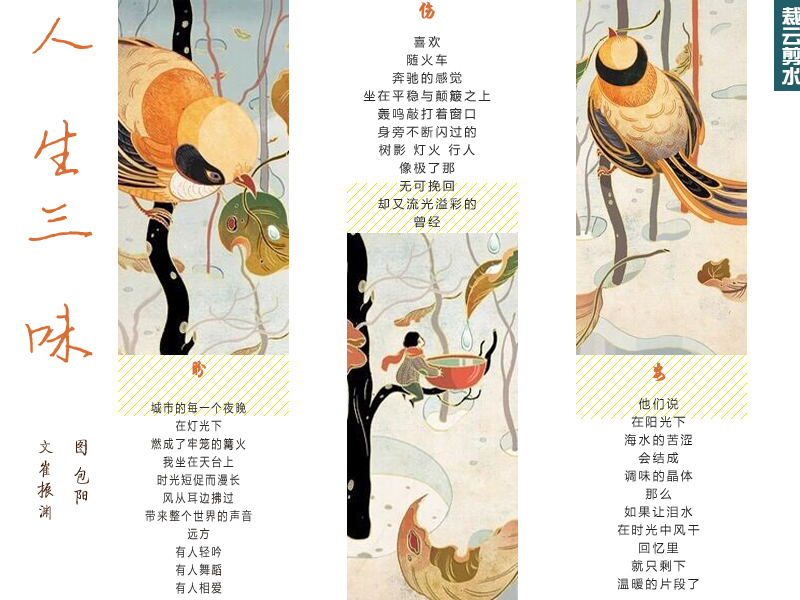 人生三味
文 崔振渊
图 包阳
盼
城市的每一个夜晚
在灯光下
燃成了牢笼的篝火
我坐在天台上
时光短促而漫长
风从耳边拂过
带来整个世界的声音
远方
有人轻吟
有人舞蹈
有人相爱
伤
喜欢
随火车
奔驰的感觉
坐在平稳与颠簸之上
轰鸣敲打着窗口
身旁不断闪过的
树影 灯火 行人
像极了那
无可挽回
却又流光溢彩的
曾经
安
他们说
在阳光下
海水的苦涩
会结成
调味的晶体
那么
如果让泪水
在时光中风干
回忆里
就只剩下
温暖的片段了
裁云剪水